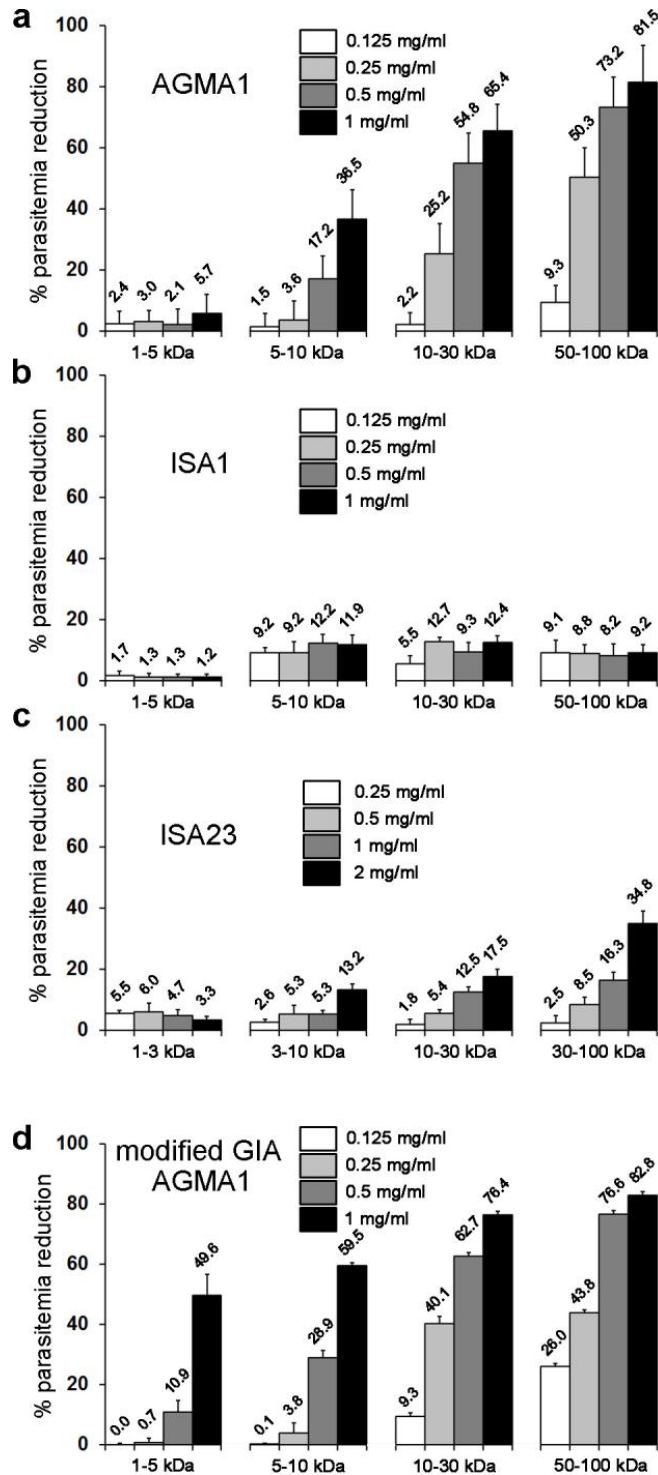 a
% parasitemia reduction
100
80
60
40
20
0
AGMA1
0.125 mg/ml
0.25 mg/ml
0.5 mg/ml
1 mg/ml
2.4 3.0 2.1 5.7
1.5 3.6 17.2 36.5
2.2 25.2 54.8 65.4
9.3 50.3 73.2 81.5
1-5 kDa 5-10 kDa 10-30 kDa 50-100 kDa
b
% parasitemia reduction
100
80
60
40
20
0
ISA1
0.125 mg/ml
0.25 mg/ml
0.5 mg/ml
1 mg/ml
1.7 1.3 1.3 1.2
9.2 9.2 12.2 11.9
5.5 12.7 9.3 12.4
9.1 8.8 8.2 9.2
1-5 kDa 5-10 kDa 10-30 kDa 50-100 kDa
c
% parasitemia reduction
100
80
60
40
20
0
ISA23
0.25 mg/ml
0.5 mg/ml
1 mg/ml
2 mg/ml
5.5 6.0 4.7 3.3
2.6 5.3 5.3 13.2
1.8 5.4 12.5 17.5
2.5 8.5 16.3 34.8
1-3 kDa 3-10 kDa 10-30 kDa 30-100 kDa
d
% parasitemia reduction
100
80
60
40
20
0
modified GIA
AGMA1
0.125 mg/ml
0.25 mg/ml
0.5 mg/ml
1 mg/ml
0.0 0.7 10.9 49.6
0.1 3.8 28.9 59.5
9.3 40.1 62.7 76.4
26.0 43.8 76.6 82.8
1-5 kDa 5-10 kDa 10-30 kDa 50-100 kDa